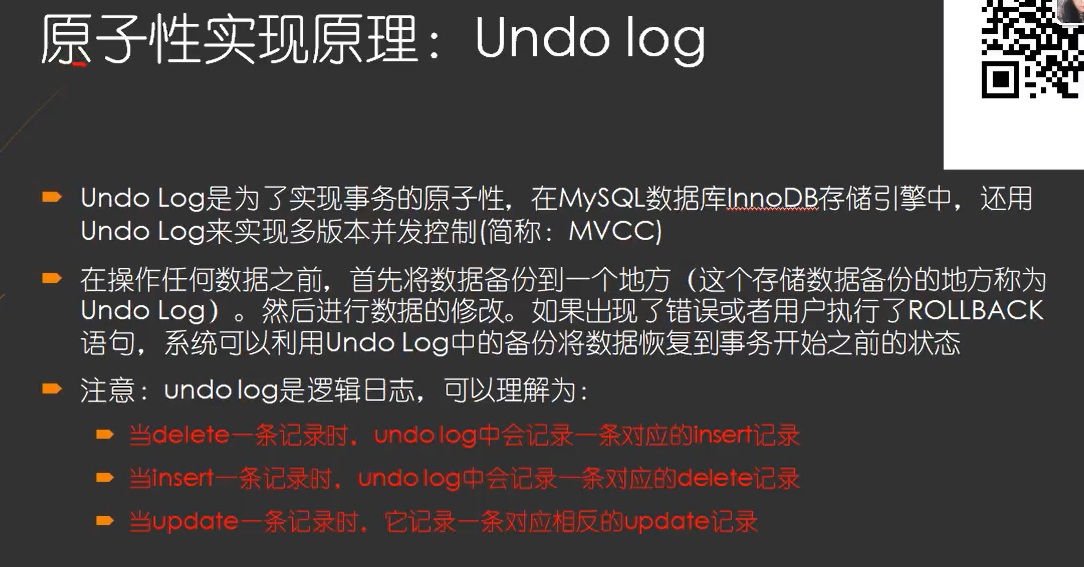 原子性实现原理：Undo log
Undo Log是为了实现事务的原子性，在MySQL数据库InnoDB存储引擎中，还用
Undo Log来实现多版本并发控制(简称：MVCC)
在操作任何数据之前，首先将数据备份到一个地方（这个存储数据备份的地方称为
Undo Log）。然后进行数据的修改。如果出现了错误或者用户执行了ROLLBACK
语句，系统可以利用Undo Log中的备份将数据恢复到事务开始之前的状态
注意：undo log是逻辑日志，可以理解为：
当delete一条记录时，undo log中会记录一条对应的insert记录
当insert一条记录时，undo log中会记录一条对应的delete记录
当update一条记录时，它记录一条对应相反的update记录